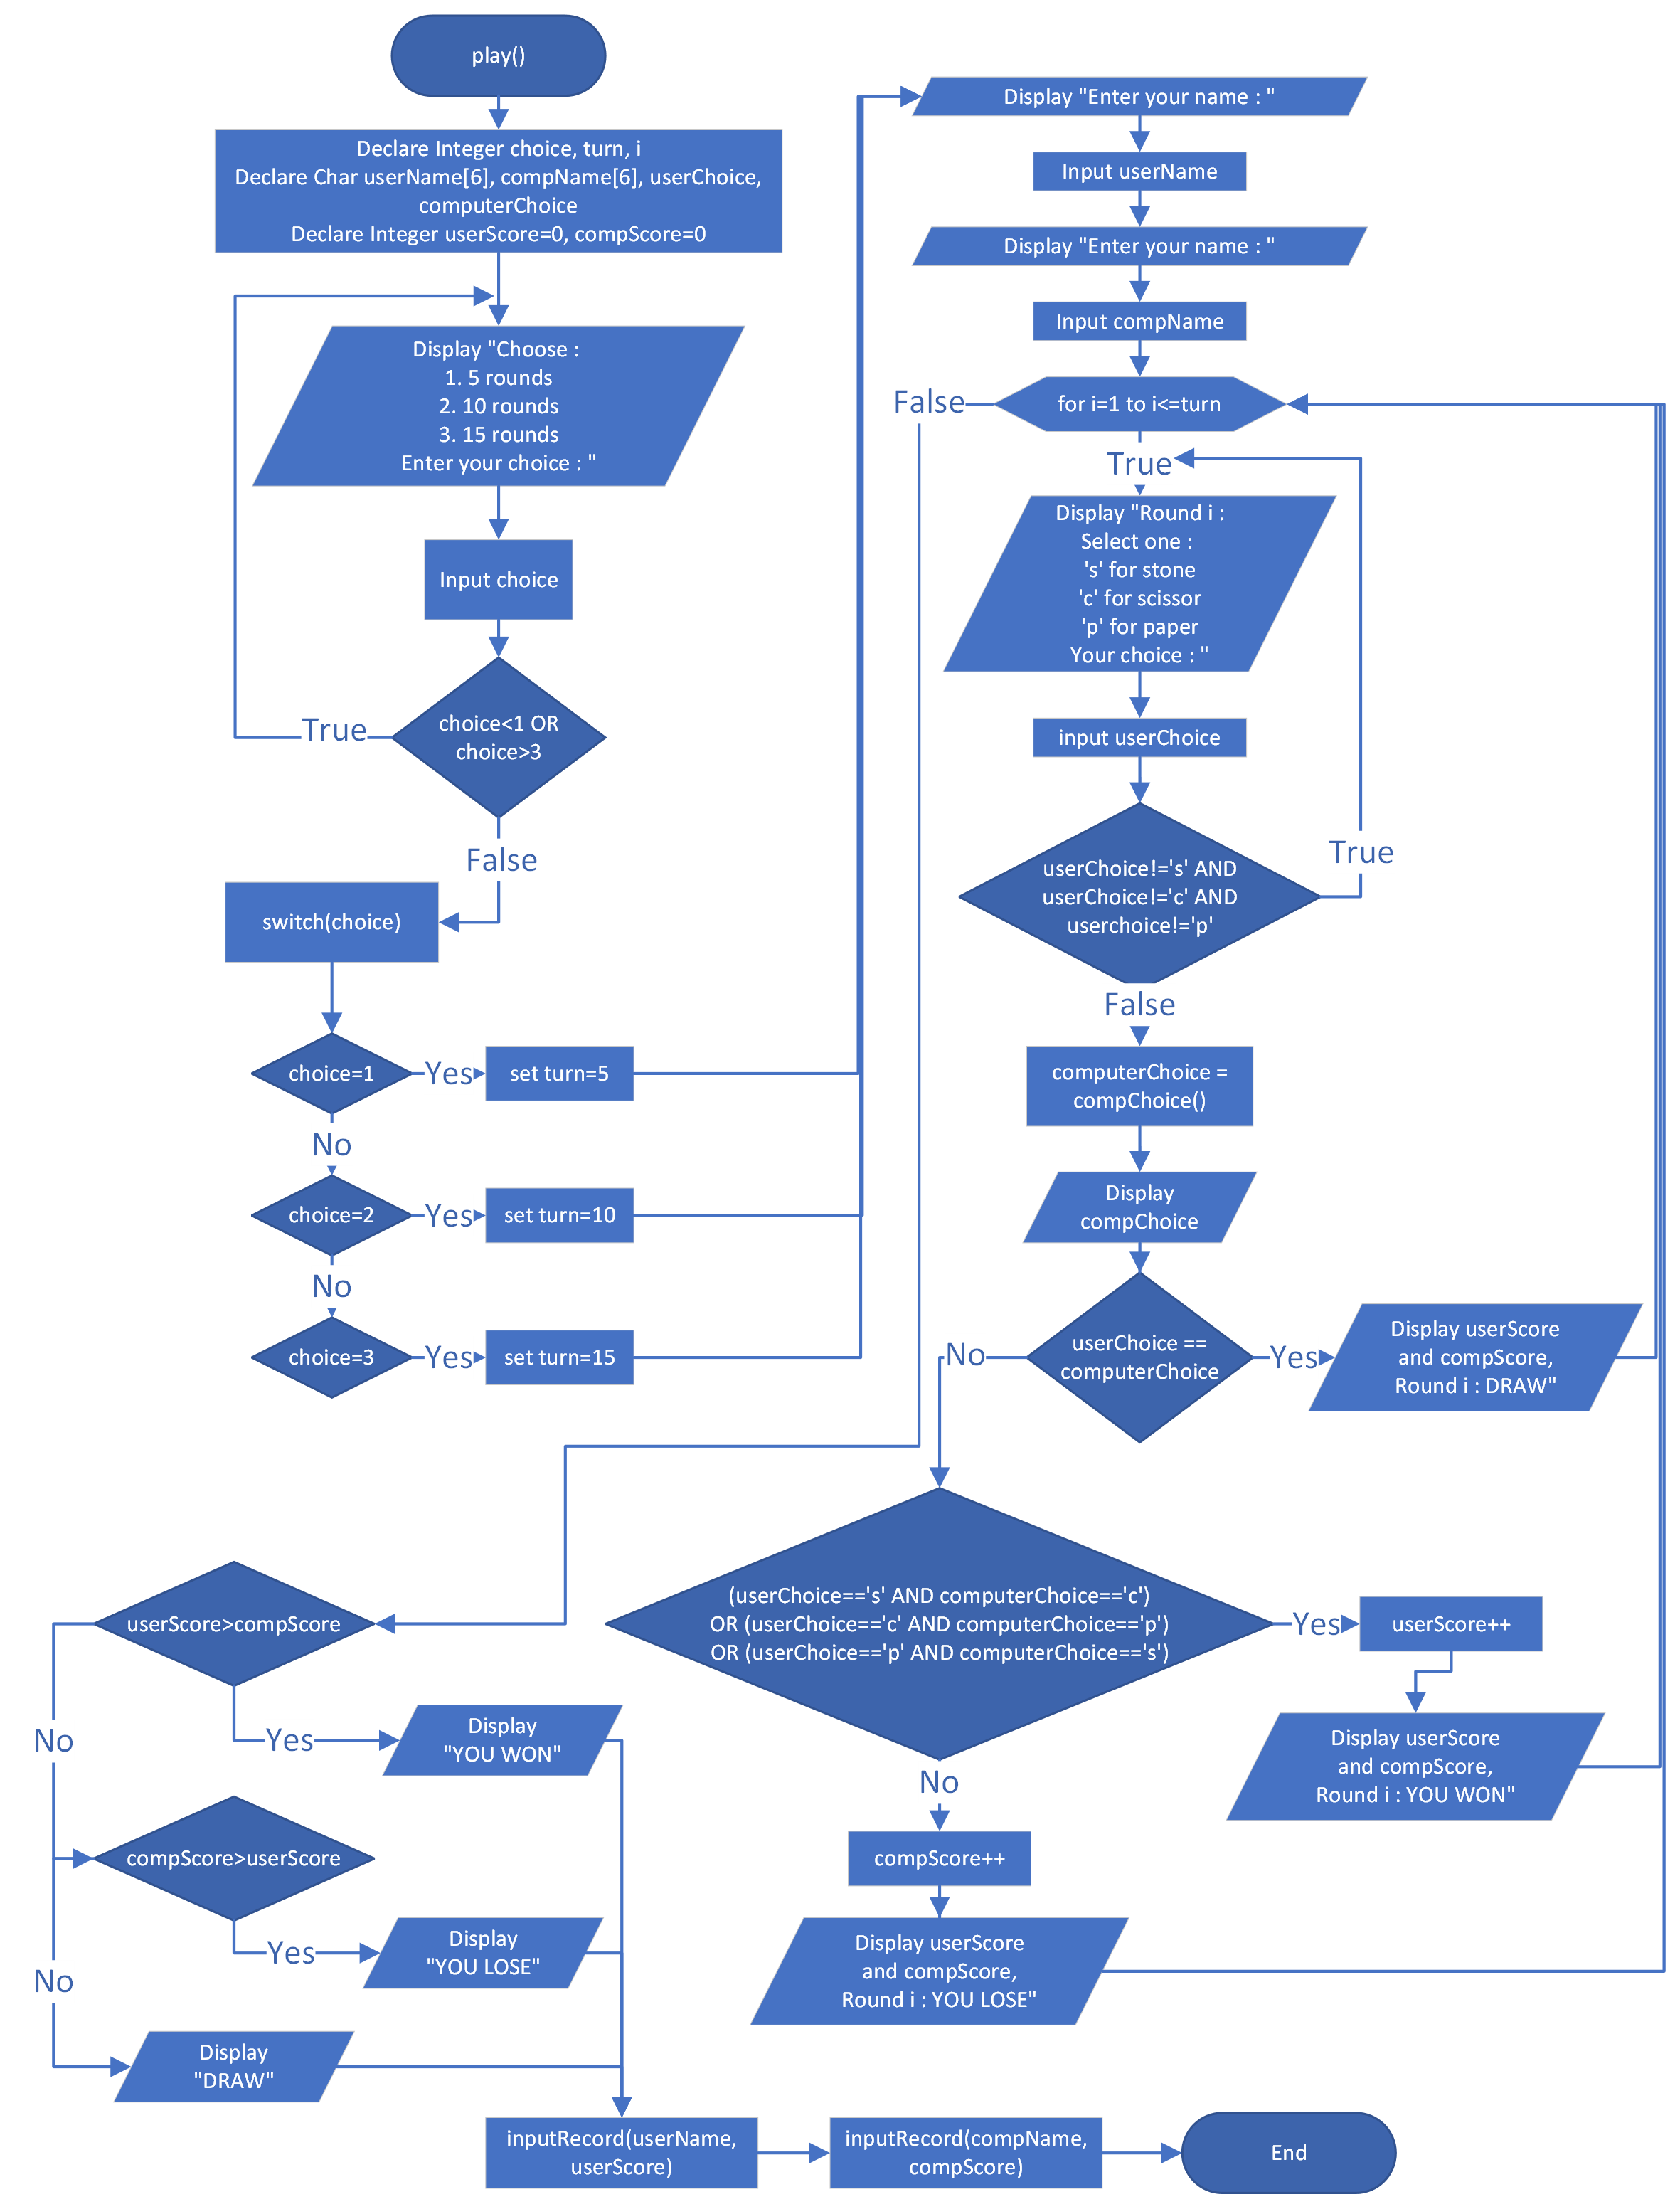 play()
Declare Integer choice, turn, i
Declare Char userName[6], compName[6], userChoice,
computerChoice
Declare Integer userScore=0, compScore=0
Display "Choose :
1. 5 rounds
2. 10 rounds
3. 15 rounds
Enter your choice : "
Input choice
choice<1 OR
choice>3
True
False
switch(choice)
choice=1
Yes
set turn=5
No
choice=2
Yes
set turn=10
No
choice=3
Yes
set turn=15
Display "Enter your name : "
Input userName
Display "Enter your name : "
Input compName
for i=1 to i<=turn
False
True
Display "Round i :
Select one :
's' for stone
'c' for scissor
'p' for paper
Your choice : "
input userChoice
userChoice!='s' AND
userChoice!='c' AND
userchoice!='p'
True
False
computerChoice =
compChoice()
Display
compChoice
userChoice ==
computerChoice
No
Yes
Display userScore
and compScore,
Round i : DRAW"
(userChoice=='s' AND computerChoice=='c')
OR (userChoice=='c' AND computerChoice=='p')
OR (userChoice=='p' AND computerChoice=='s')
Yes
userScore++
Display userScore
and compScore,
Round i : YOU WON"
No
compScore++
Display userScore
and compScore,
Round i : YOU LOSE"
userScore>compScore
Yes
Display
"YOU WON"
No
compScore>userScore
Yes
Display
"YOU LOSE"
No
Display
"DRAW"
inputRecord(userName,
userScore)
inputRecord(compName,
compScore)
End